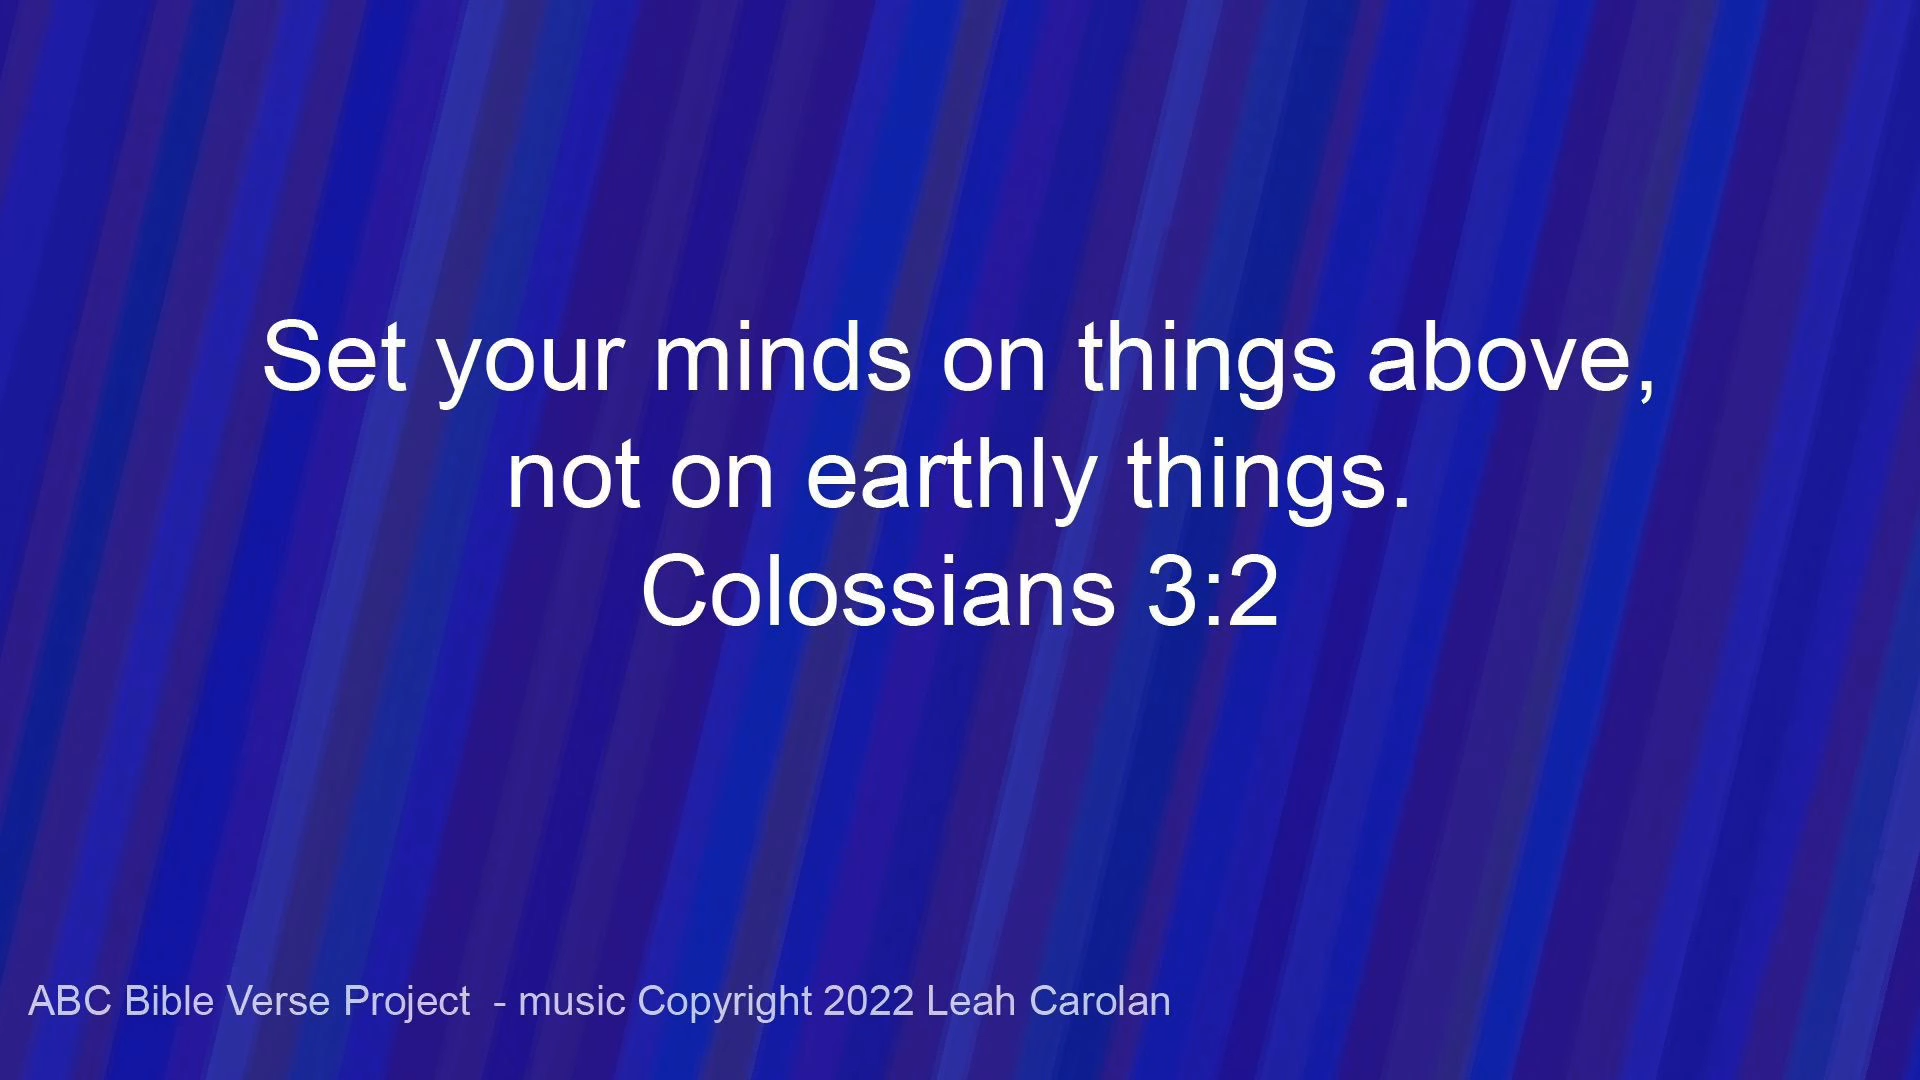 Set your minds on things above,
not on earthly things.
Colossians 3:2
ABC Bible Verse Project  - music Copyright 2022 Leah Carolan